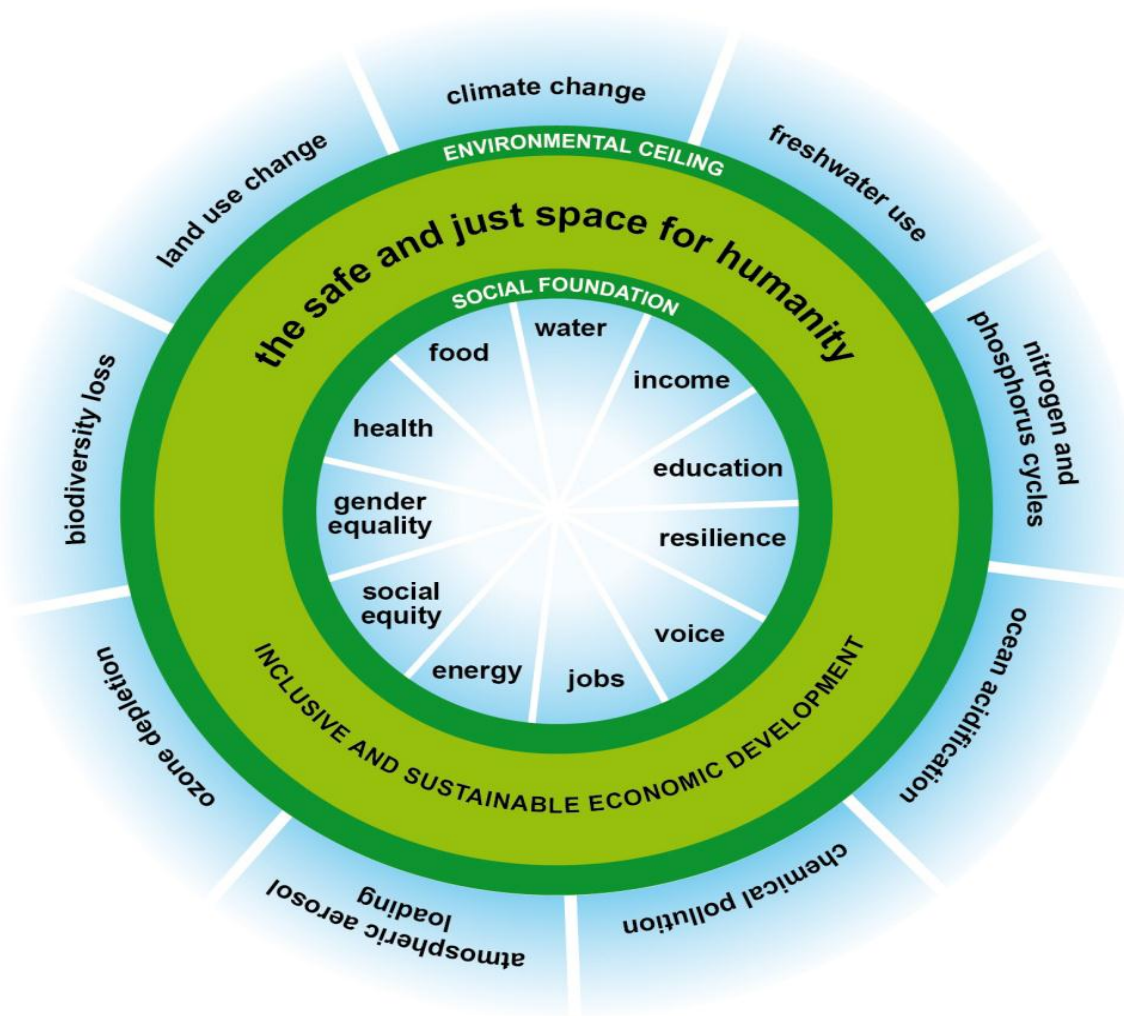 climate change
freshwater use
nitrogen and
phosphorus cycles
ocean acidification
chemical pollution
atmospheric aerosol
loading
ozone depletion
biodiversity loss
land use change
ENVIRONMENTAL CEILING
the safe and just space for humanity
SOCIAL FOUNDATION
water
income
education
resilience
voice
jobs
energy
social
equity
gender
equality
health
food
INCLUSIVE AND SUSTAINABLE ECONOMIC DEVELOPMENT